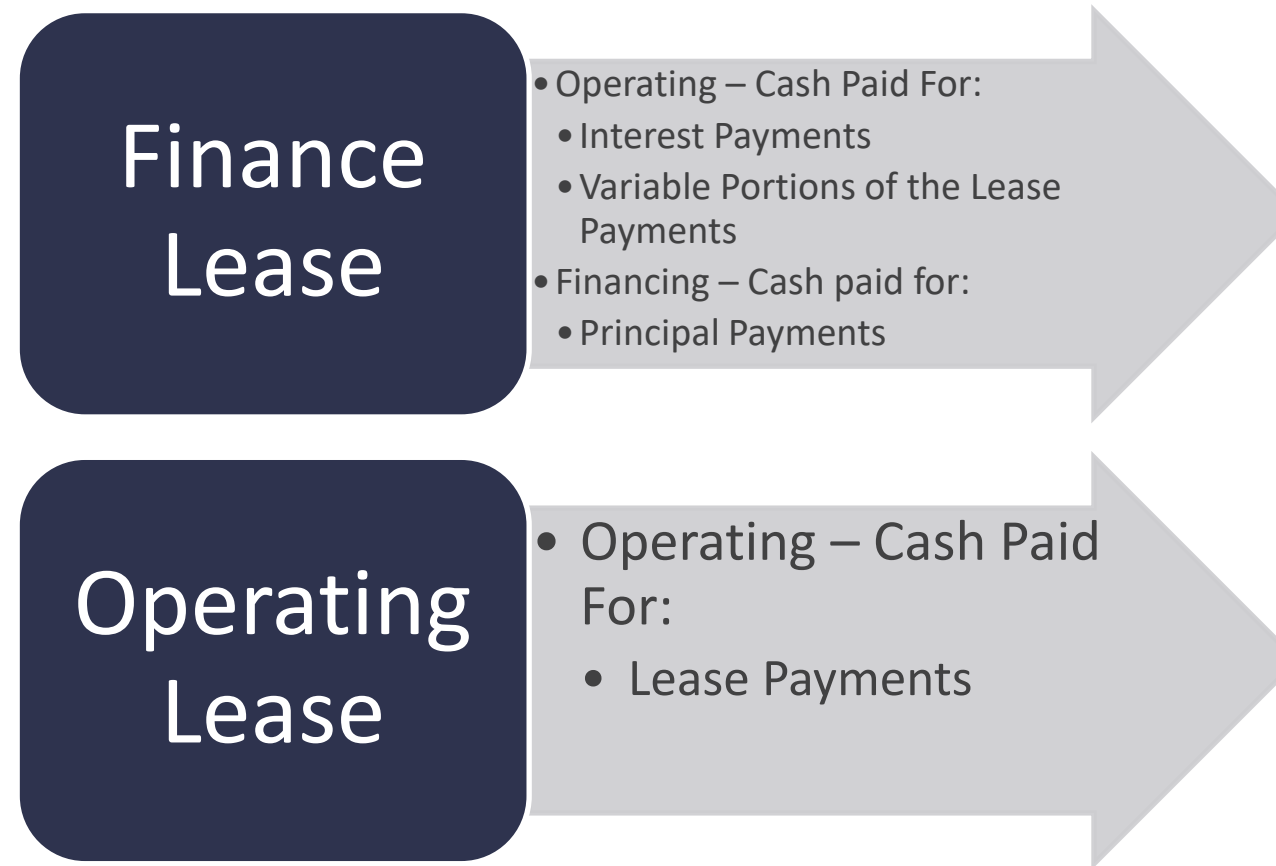 Finance
Lease
•Operating – Cash Paid For:
•Interest Payments
•Variable Portions of the Lease
Payments
•Financing – Cash paid for:
•Principal Payments
Operating
Lease
• Operating – Cash Paid
For:
• Lease Payments